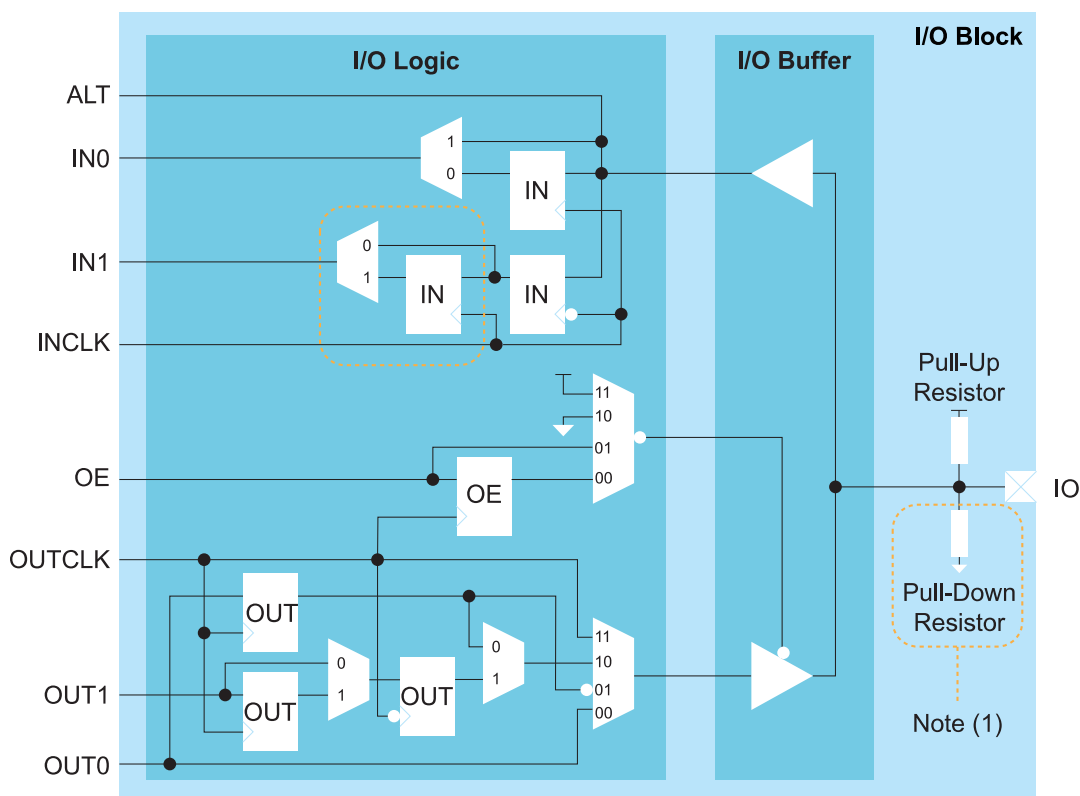 I/O Block
I/O Logic
I/O Buffer
ALT
1
IN0
0
IN
0
IN1
1
IN
IN
INCLK
Pull-Up
Resistor
11
10
01
OE
00
OE
IO
OUTCLK
Pull-Down
Resistor
OUT
11
0
10
0
1
01
OUT1
1
OUT
OUT
00
Note (1)
OUT0